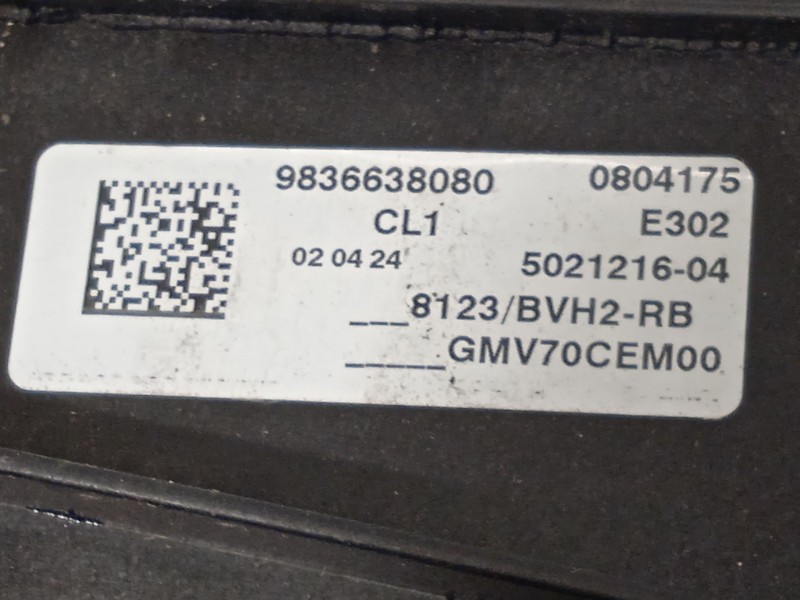 9836638080 0804175
CL1 E302
02 04 24 5021216-04
___8123/BVH2-RB
_____GMV70CEM00